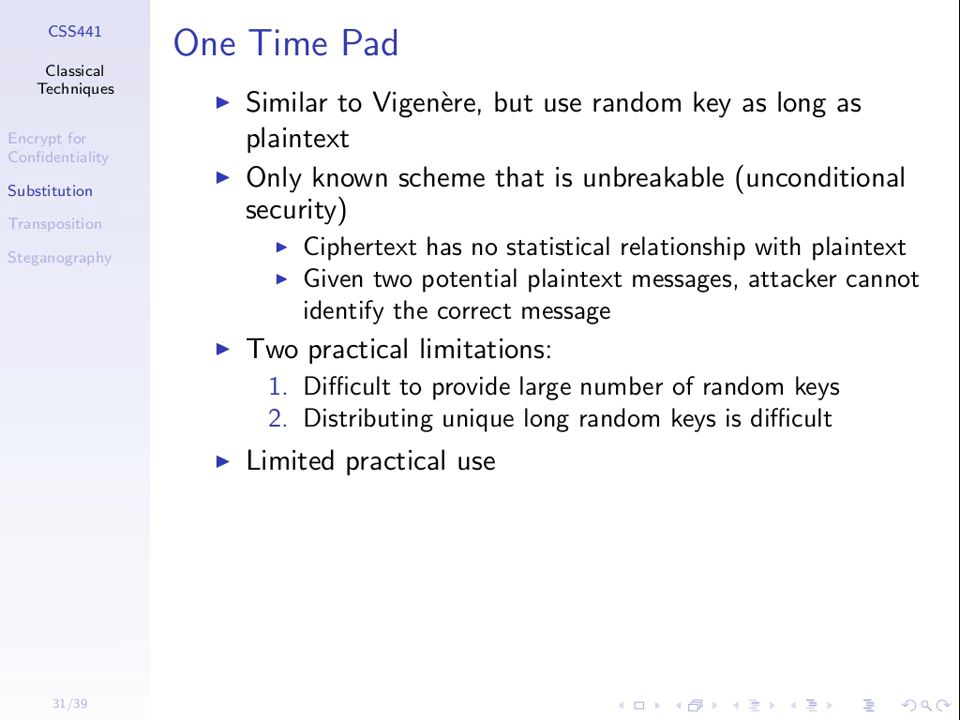 CSS441
Classical
Techniques
Encrypt for
Confidentiality
Substitution
Transposition
Steganography
One Time Pad
Similar to Vigenère, but use random key as long as
plaintext
Only known scheme that is unbreakable (unconditional
security)
Ciphertext has no statistical relationship with plaintext
Given two potential plaintext messages, attacker cannot
identify the correct message
Two practical limitations:
1. Difficult to provide large number of random keys
2. Distributing unique long random keys is difficult
Limited practical use
31/39